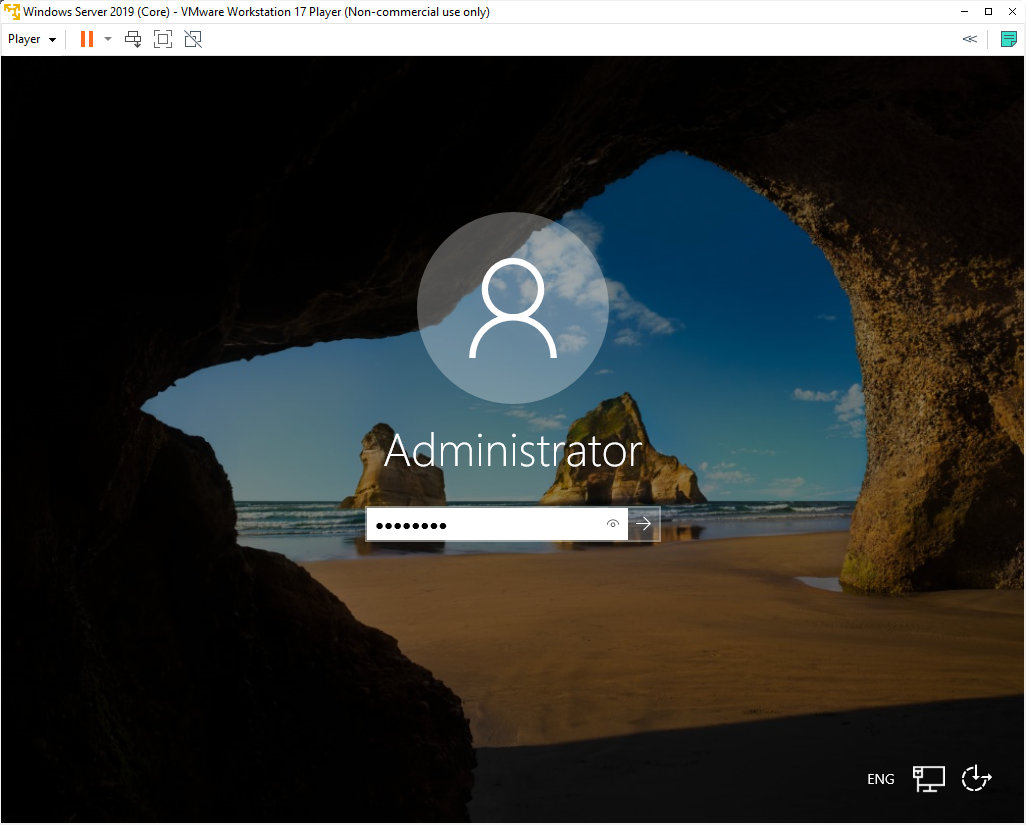 Windows Server 2019 (Core) - VMware Workstation 17 Player (Non-commercial use only)
Player
Administrator
ENG